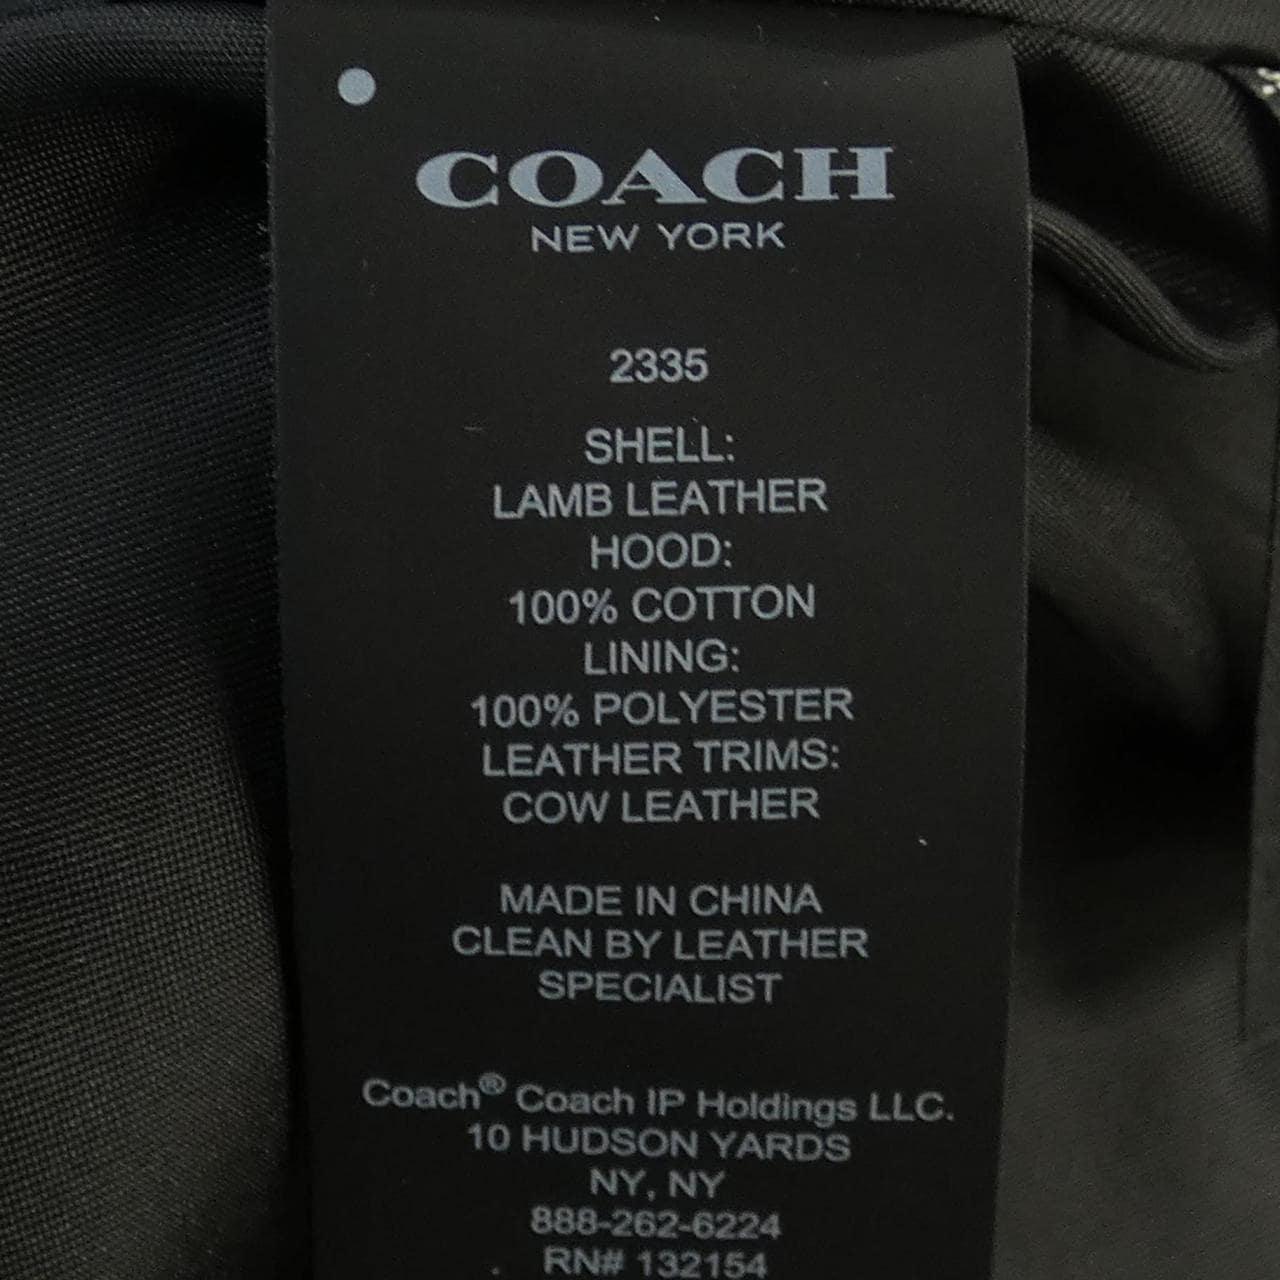 COACH
NEW YORK
2335
SHELL:
LAMB LEATHER
HOOD:
100% COTTON
LINING:
100% POLYESTER
LEATHER TRIMS:
COW LEATHER
MADE IN CHINA
CLEAN BY LEATHER
SPECIALIST
Coach® Coach IP Holdings LLC.
10 HUDSON YARDS
NY, NY
888-262-6224
RN# 132154